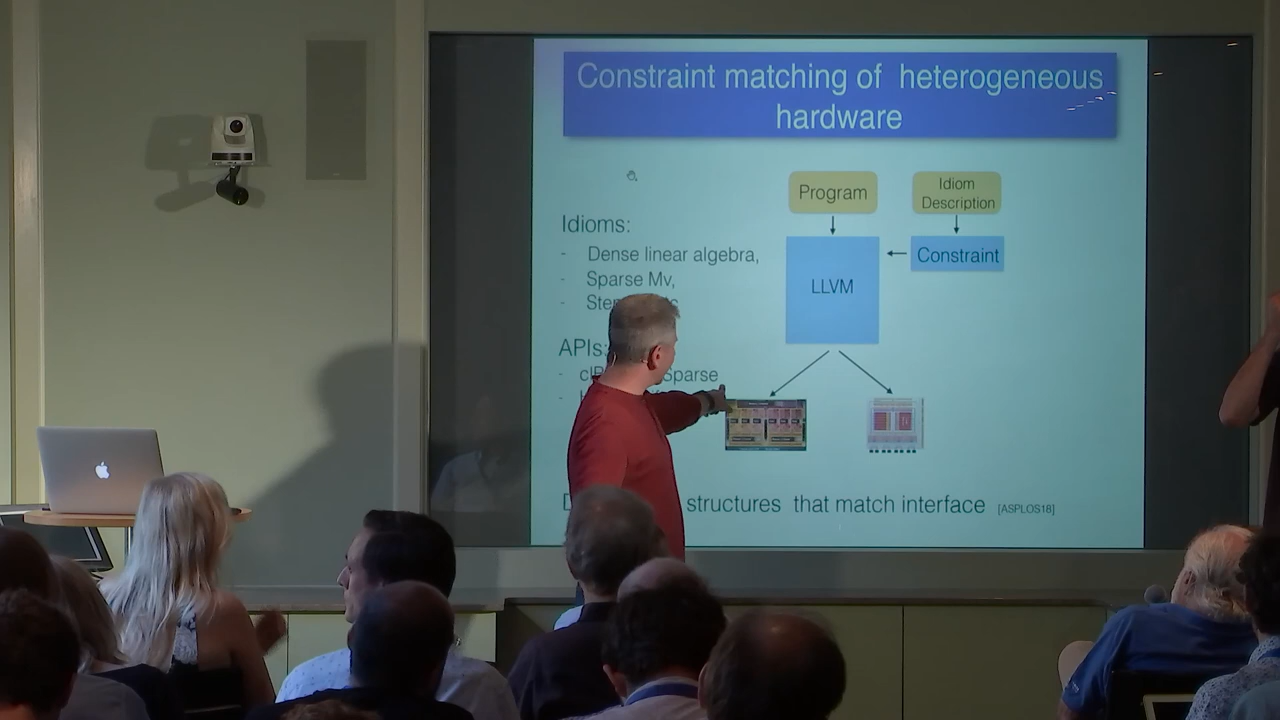 Constraint matching of heterogeneous
hardware
Program
Idiom
Description
Idioms:
- Dense linear algebra,
LLVM
Constraint
- Sparse Mv,
-
APIs:
- Sparse
-
structures that match interface [ASPLOS18]